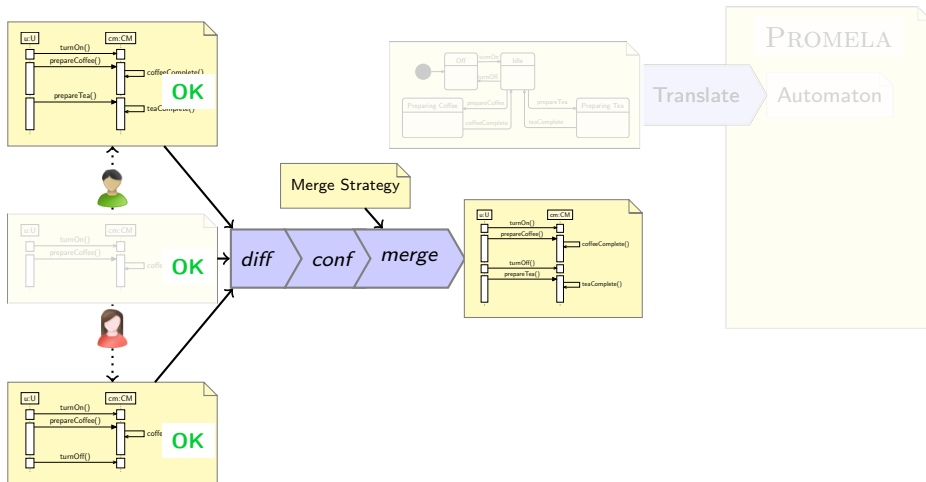 u:U cm:CM
turnOn()
prepareCoffee()
coffeeComplete()
OK
prepareTea()
teaComplete()
Off
turnOn
Idle
turnOff
Preparing Coffee
prepareCoffee
prepareTea
Preparing Tea
coffeeComplete
teaComplete
Translate
PROMELA
Automaton
Merge Strategy
u:U cm:CM
turnOn()
prepareCoffee()
OK
diff
conf
merge
u:U cm:CM
turnOn()
prepareCoffee()
coffeeComplete()
turnOff()
prepareTea()
teaComplete()
u:U cm:CM
turnOn()
prepareCoffee()
OK
turnOff()